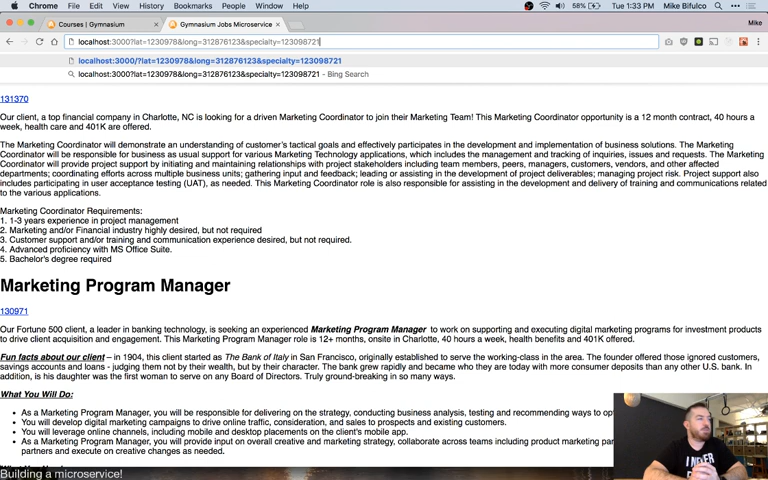 Chrome File Edit View History Bookmarks People Window Help
58% Tue 1:33 PM Mike Bifulco
Courses | Gymnasium
Gymnasium Jobs Microservice
Mike
localhost:3000?lat=1230978&long=312876123&specialty=123098721
localhost:3000/?lat=1230978&long=312876123&specialty=123098721
localhost:3000?lat=1230978&long=312876123&specialty=123098721 - Bing Search
131370
Our client, a top financial company in Charlotte, NC is looking for a driven Marketing Coordinator to join their Marketing Team! This Marketing Coordinator opportunity is a 12 month contract, 40 hours a
week, health care and 401K are offered.
The Marketing Coordinator will demonstrate an understanding of customer's tactical goals and effectively participates in the development and implementation of business solutions. The Marketing
Coordinator will be responsible for business as usual support for various Marketing Technology applications, which includes the management and tracking of inquiries, issues and requests. The Marketing
Coordinator will provide project support by initiating and maintaining relationships with project stakeholders including team members, peers, managers, customers, vendors, and other affected
departments; coordinating efforts across multiple business units; gathering input and feedback; leading or assisting in the development of project deliverables; managing project risk. Project support also
includes participating in user acceptance testing (UAT), as needed. This Marketing Coordinator role is also responsible for assisting in the development and delivery of training and communications related
to the various applications.
Marketing Coordinator Requirements:
1. 1-3 years experience in project management
2. Marketing and/or Financial industry highly desired, but not required
3. Customer support and/or training and communication experience desired, but not required.
4. Advanced proficiency with MS Office Suite.
5. Bachelor's degree required
Marketing Program Manager
130971
Our Fortune 500 client, a leader in banking technology, is seeking an experienced Marketing Program Manager to work on supporting and executing digital marketing programs for investment products
to drive client acquisition and engagement. This Marketing Program Manager role is 12+ months, onsite in Charlotte, 40 hours a week, health benefits and 401K offered.
Fun facts about our client – in 1904, this client started as The Bank of Italy in San Francisco, originally established to serve the working-class in the area. The founder offered those ignored customers,
savings accounts and loans - judging them not by their wealth, but by their character. The bank grew rapidly and became who they are today with more consumer deposits than any other U.S. bank. In
addition, is his daughter was the first woman to serve on any Board of Directors. Truly ground-breaking in so many ways.
What You Will Do:
As a Marketing Program Manager, you will be responsible for delivering on the strategy, conducting business analysis, testing and recommending ways to
You will develop digital marketing campaigns to drive online traffic, consideration, and sales to prospects and existing customers.
You will leverage online channels, including mobile and desktop placements on the client's mobile app.
As a Marketing Program Manager, you will provide input on overall creative and marketing strategy, collaborate across teams including product marketing
partners and execute on creative changes as needed.
Building a microservice!